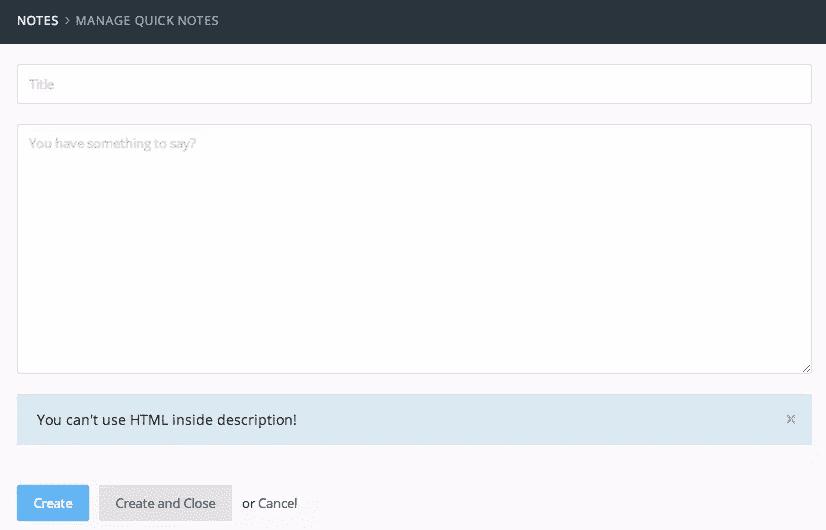 NOTES > MANAGE QUICK NOTES
Title
You have something to say?
You can't use HTML inside description!
×
Create Create and Close or Cancel